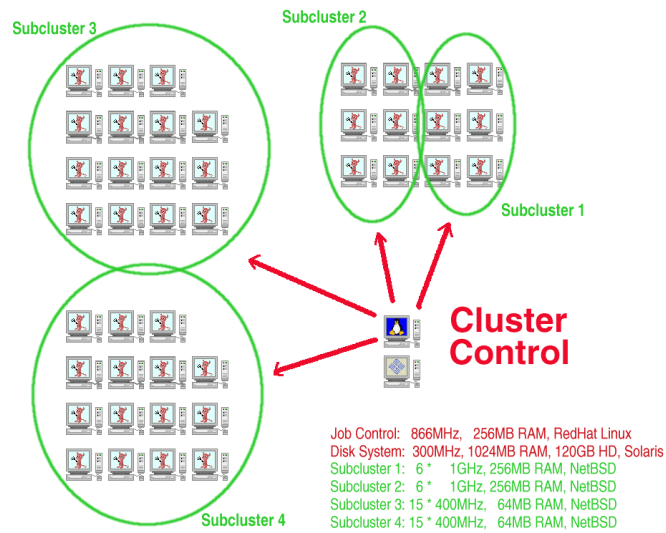 Subcluster 3
Subcluster 2
Subcluster 1
Cluster
Control
Subcluster 4
Job Control: 866MHz, 256MB RAM, RedHat Linux
Disk System: 300MHz, 1024MB RAM, 120GB HD, Solaris
Subcluster 1: 6 * 1GHz, 256MB RAM, NetBSD
Subcluster 2: 6 * 1GHz, 256MB RAM, NetBSD
Subcluster 3: 15 * 400MHz, 64MB RAM, NetBSD
Subcluster 4: 15 * 400MHz, 64MB RAM, NetBSD